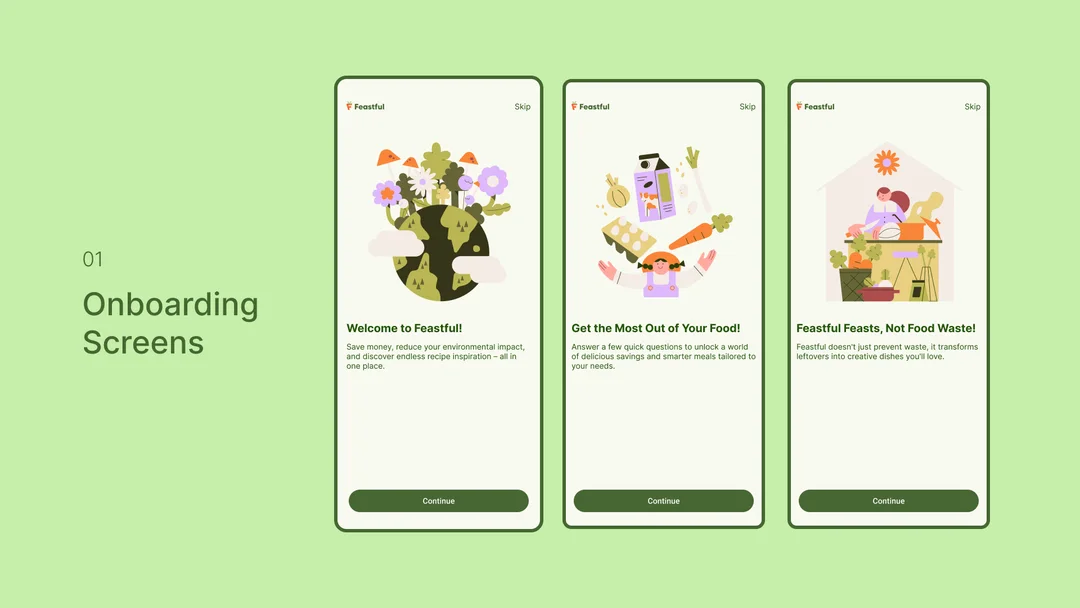 01
Onboarding
Screens
Feastful
Skip
Welcome to Feastful!
Save money, reduce your environmental impact,
and discover endless recipe inspiration – all in
one place.
Continue
Feastful
Skip
Get the Most Out of Your Food!
Answer a few quick questions to unlock a world
of delicious savings and smarter meals tailored to
your needs.
Continue
Feastful
Skip
Feastful Feasts, Not Food Waste!
Feastful doesn't just prevent waste, it transforms
leftovers into creative dishes you'll love.
Continue